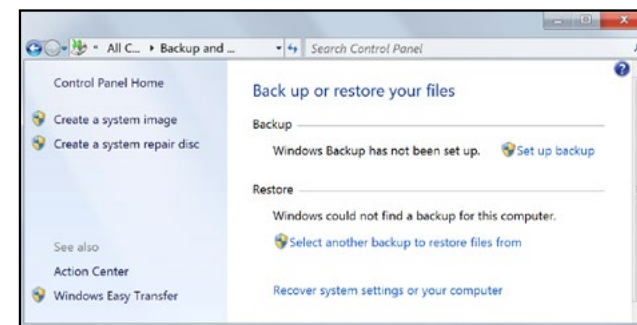 All C... Backup and ... Search Control Panel
Control Panel Home
Create a system image
Create a system repair disc
See also
Action Center
Windows Easy Transfer
Back up or restore your files
Backup
Windows Backup has not been set up. Set up backup
Restore
Windows could not find a backup for this computer.
Select another backup to restore files from
Recover system settings or your computer